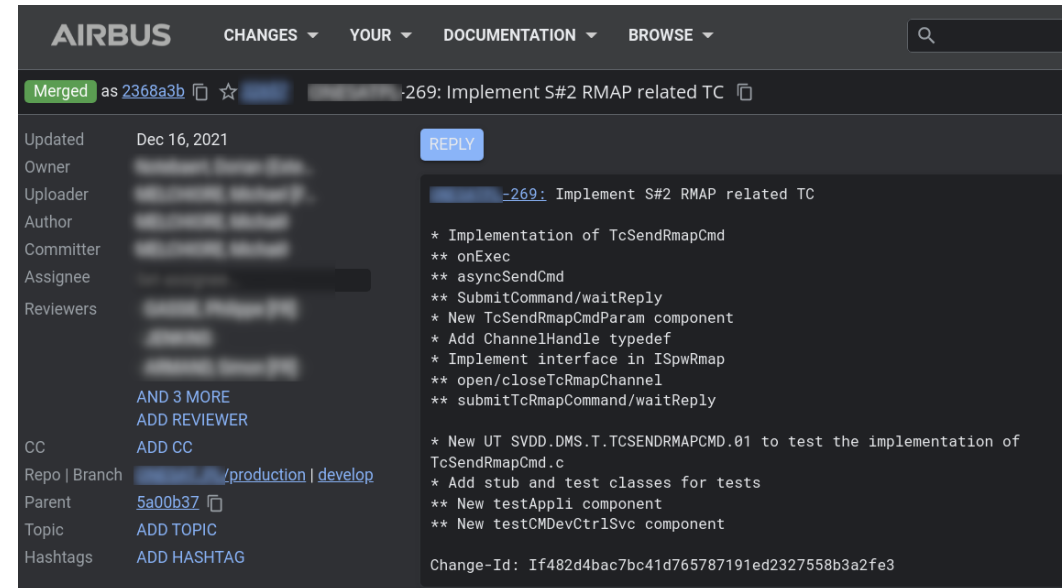 AIRBUS CHANGES YOUR DOCUMENTATION BROWSE
Merged as 2368a3b -269: Implement S#2 RMAP related TC
Updated Dec 16, 2021
Owner
Uploader
Author
Committer
Assignee
Reviewers
AND 3 MORE
ADD REVIEWER
CC ADD CC
Repo | Branch /production | develop
Parent 5a00b37
Topic ADD TOPIC
Hashtags ADD HASHTAG
REPLY
-269: Implement S#2 RMAP related TC
* Implementation of TcSendRmapCmd
** onExec
** asyncSendCmd
** SubmitCommand/waitReply
* New TcSendRmapCmdParam component
* Add ChannelHandle typedef
* Implement interface in ISpwRmap
** open/closeTcRmapChannel
** submitTcRmapCommand/waitReply
* New UT SVDD.DMS.T.TCSENDRMAPCMD.01 to test the implementation of
TcSendRmapCmd.c
* Add stub and test classes for tests
** New testAppli component
** New testCMDevCtrlSvc component
Change-Id: If482d4bac7bc41d765787191ed2327558b3a2fe3